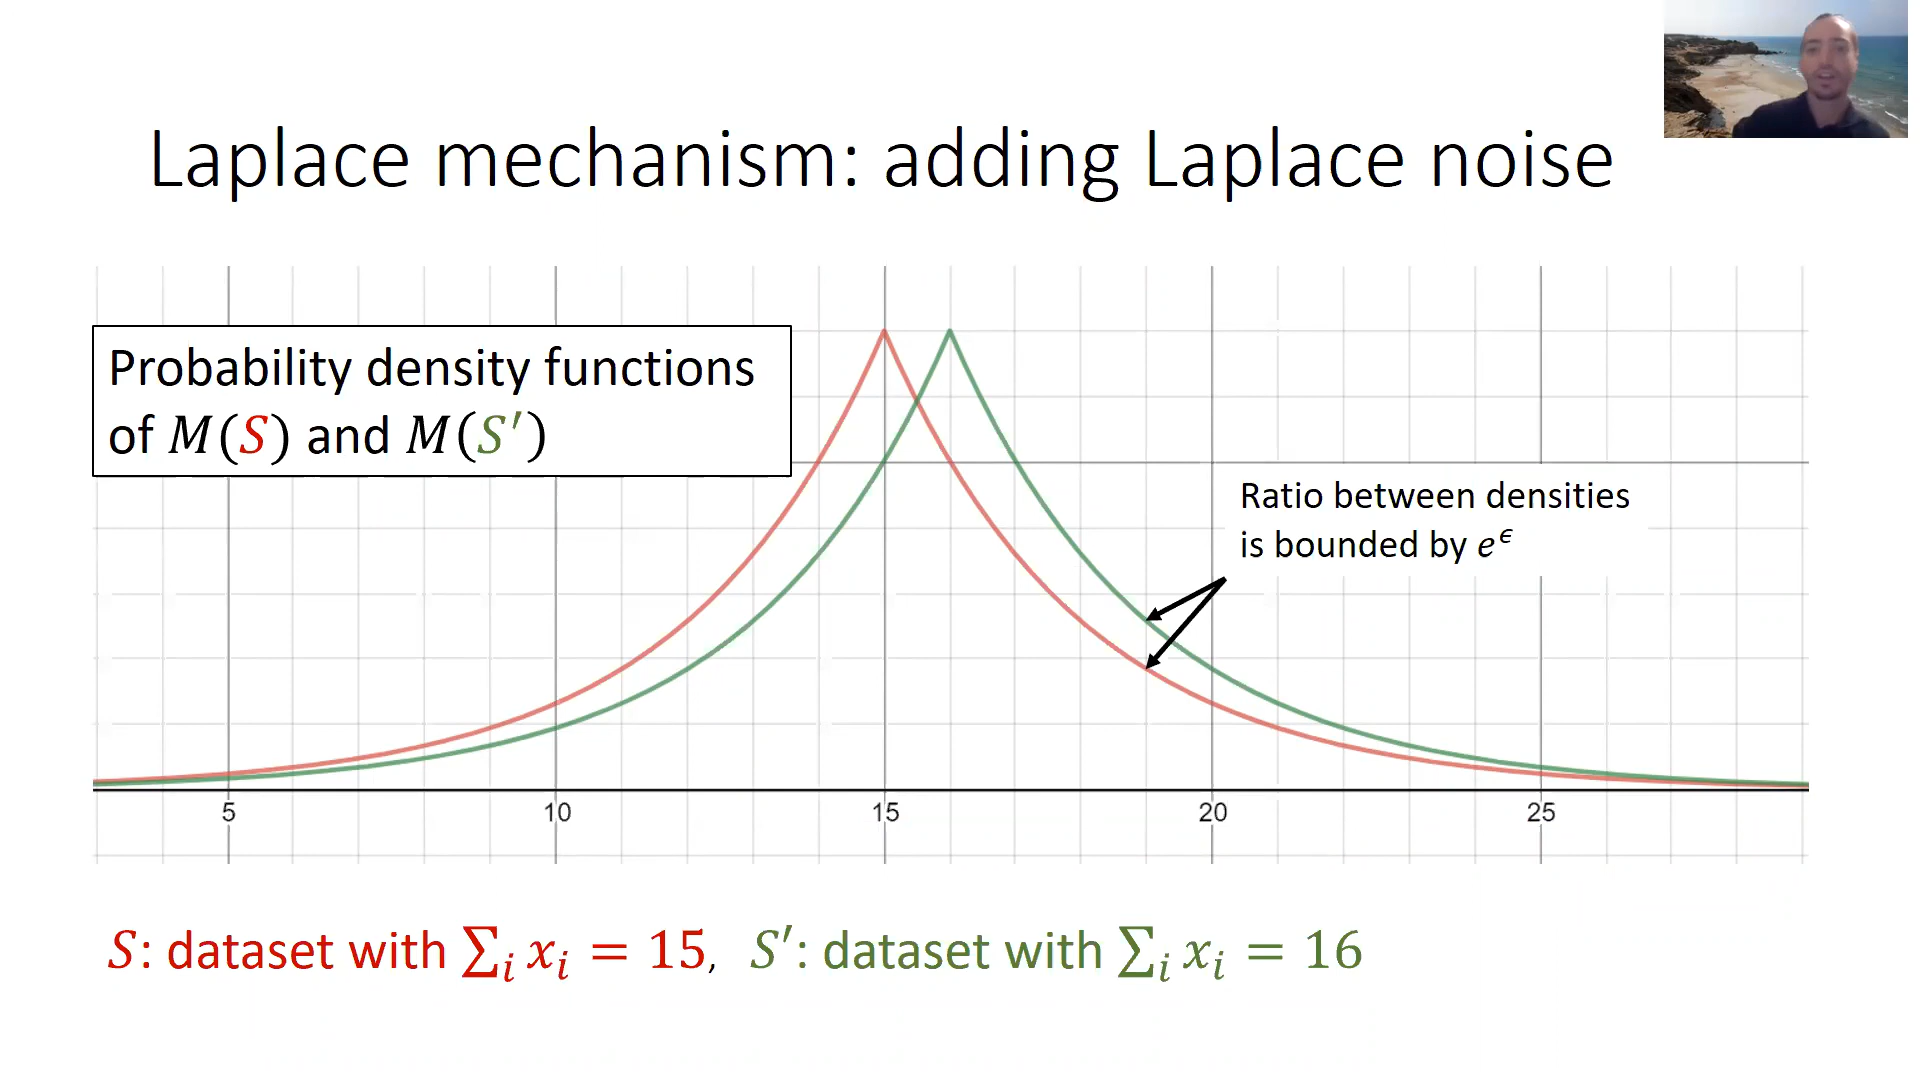 Laplace mechanism: adding Laplace noise
Probability density functions
of M(S) and M(S′)
Ratio between densities
is bounded by e^ϵ
5 10 15 20 25
S: dataset with ∑_i x_i = 15, S′: dataset with ∑_i x_i = 16